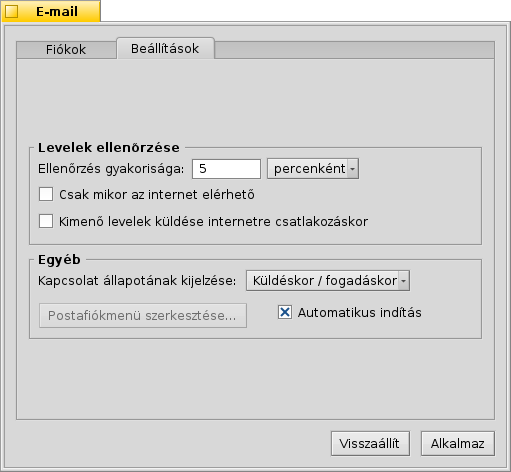 E-mail
Fiókok
Beállítások
Levelek ellenőrzése
Ellenőrzés gyakorisága: 5 percenként
Csak mikor az internet elérhető
Kimenő levelek küldése internetre csatlakozáskor
Egyéb
Kapcsolat állapotának kijelzése: Küldéskor / fogadáskor
Postafiókmenü szerkesztése...
Automatikus indítás
Visszaállít
Alkalmaz